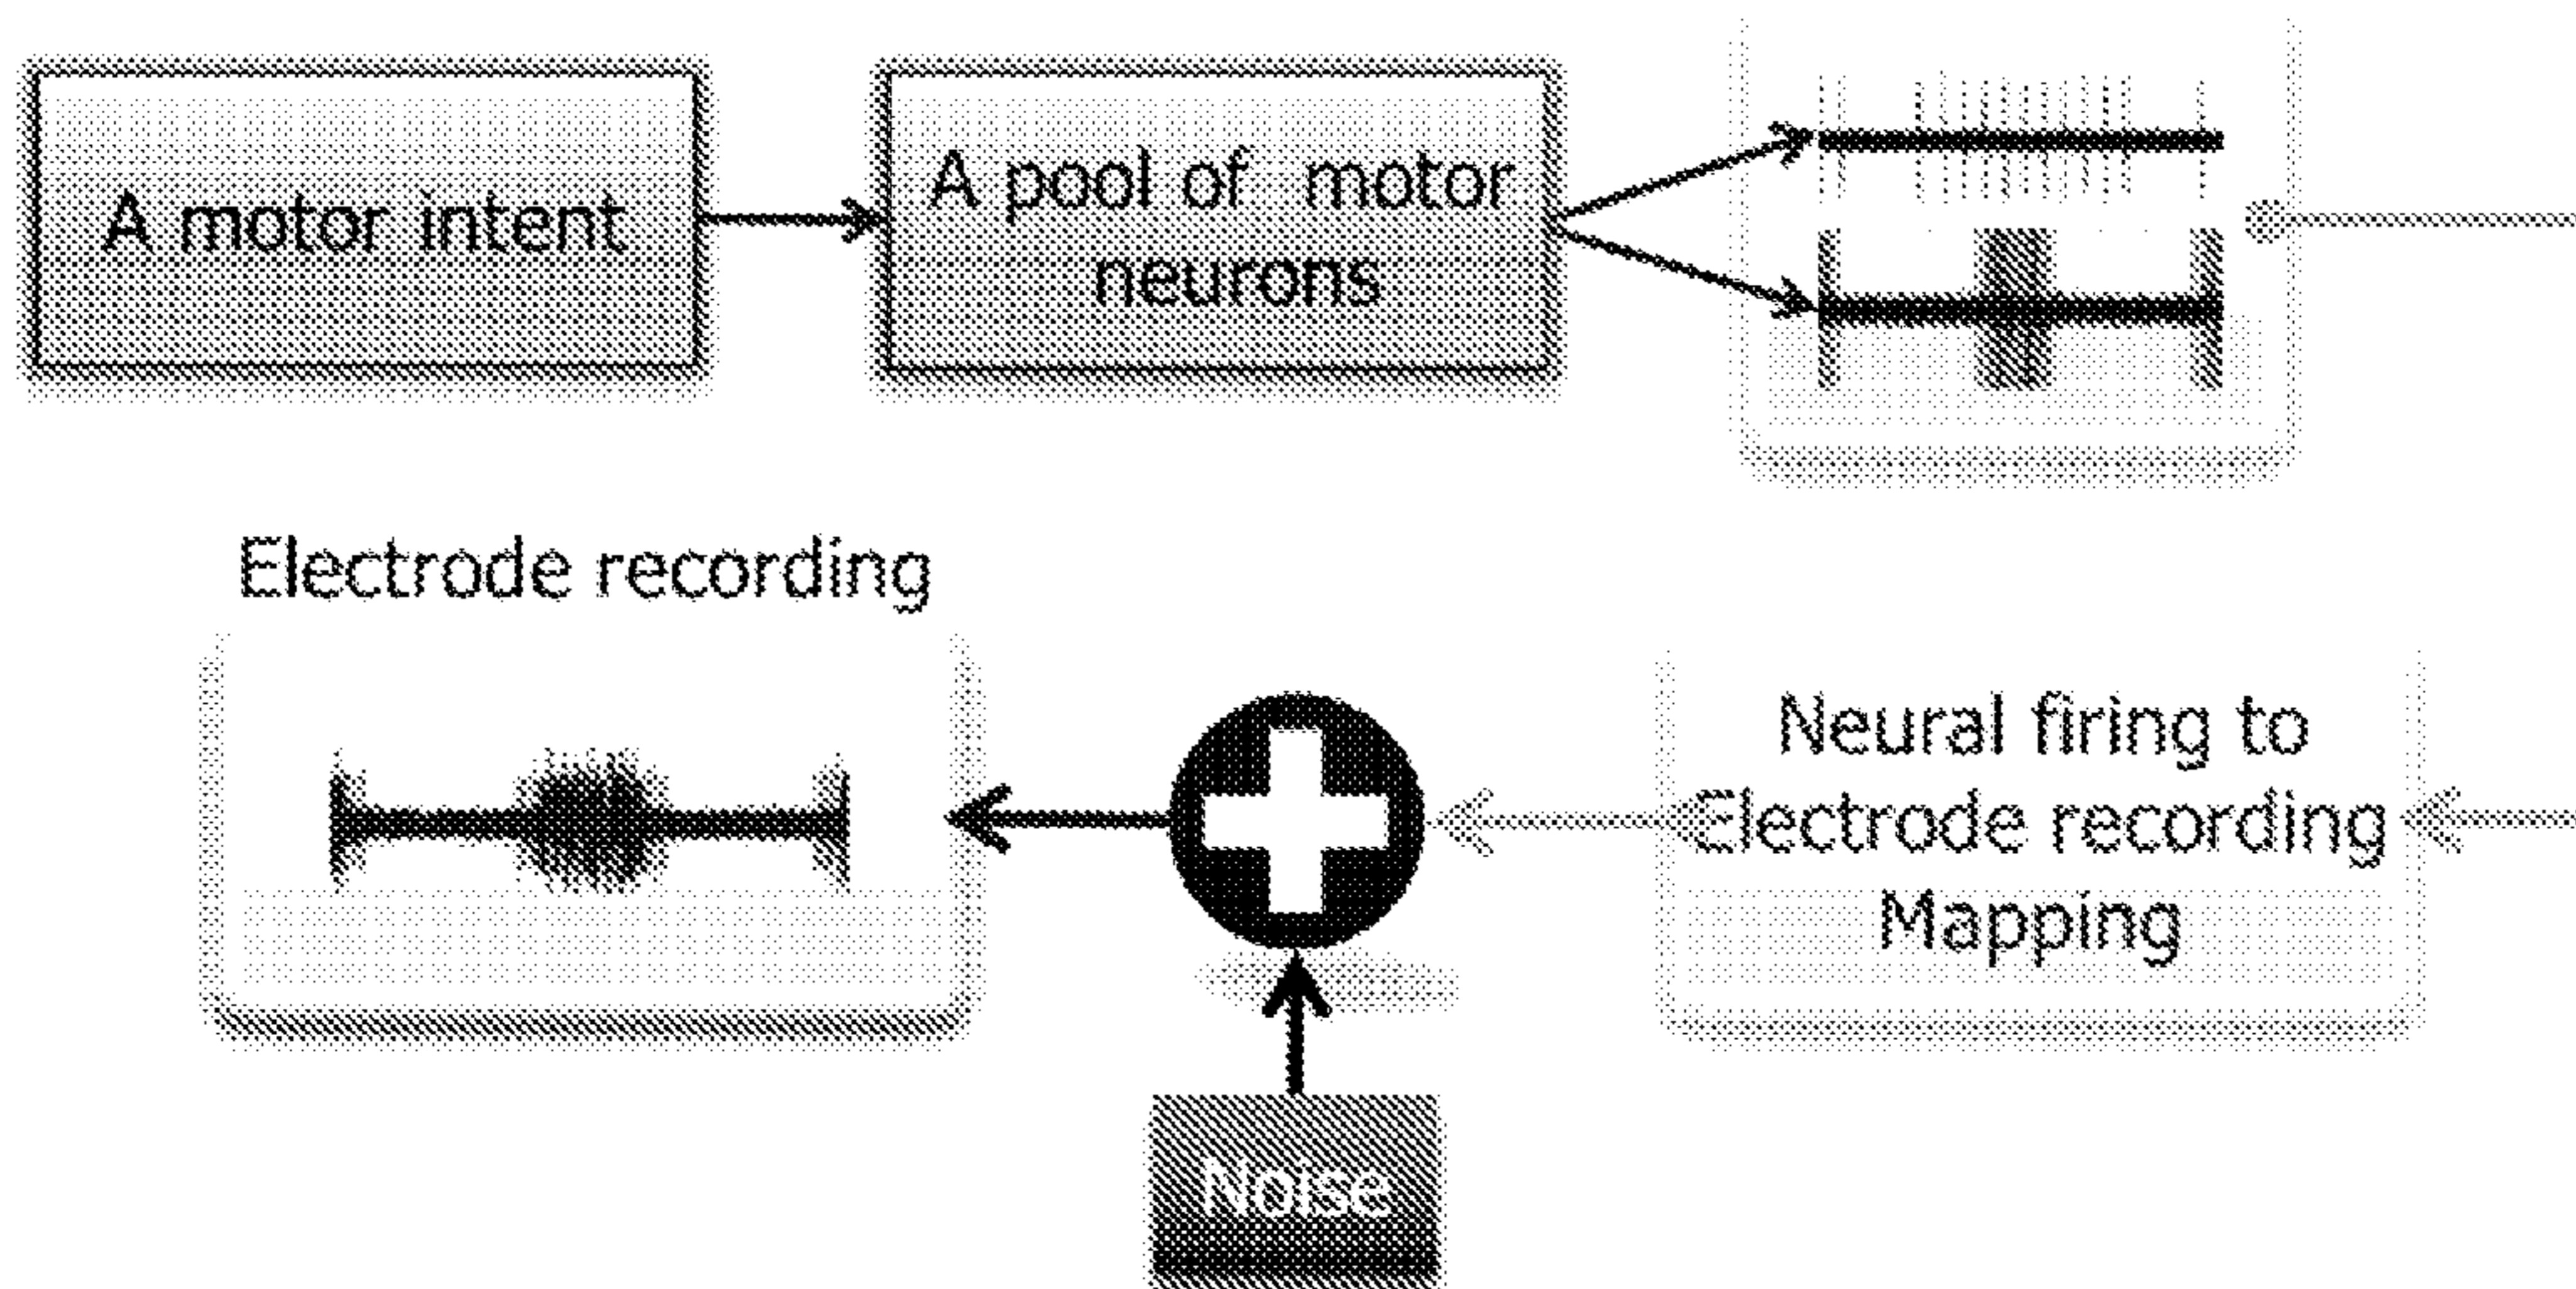 A motor intent
A pool of motor
neurons
Electrode recording
Neural firing to
Electrode recording
Mapping
Noise